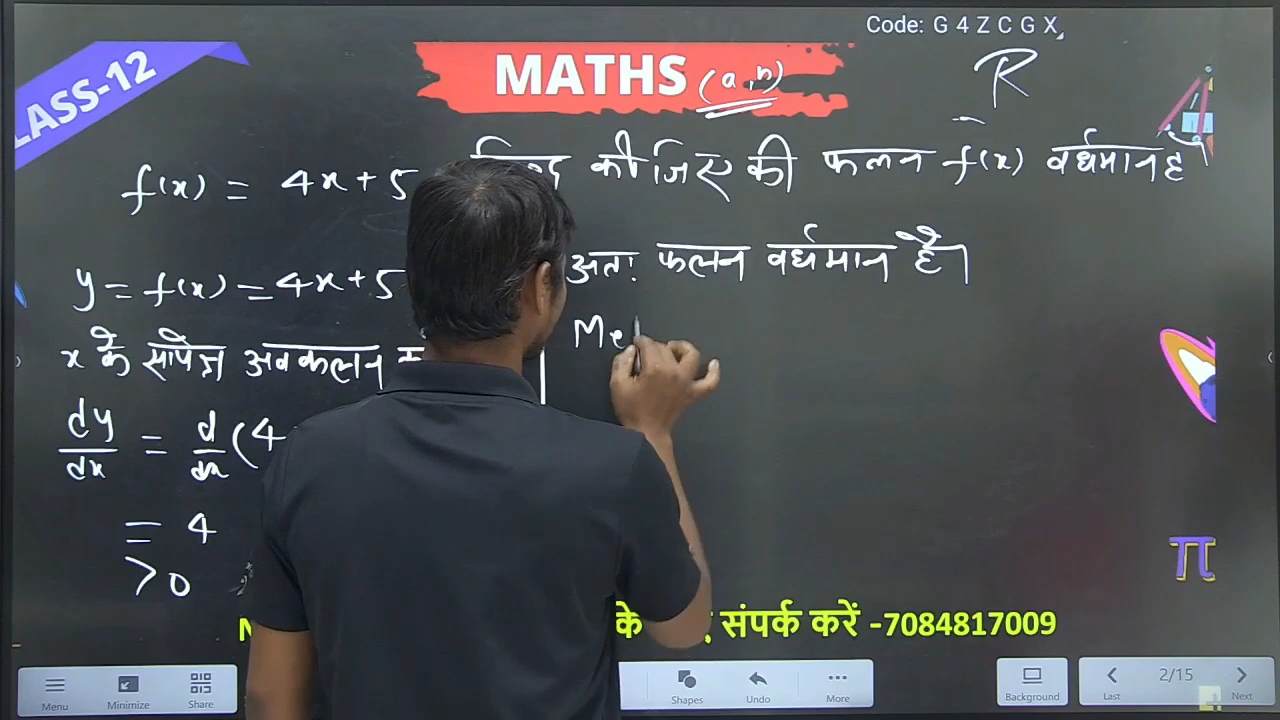 Code: G 4 Z C G X
LASS-12
MATHS (a, b)
R
f(x) = 4x + 5
कीजिए की फलन f(x) वर्धमान है
y = f(x) = 4x + 5
अतः फलन वर्धमान है।
x के सापेक्ष अवकलन
Me
dy/dx = d/dx (4
= 4
> 0
π
के संपर्क करें -7084817009
Menu
Minimize
Share
Shapes
Undo
More
Background
Last
2/15
Next